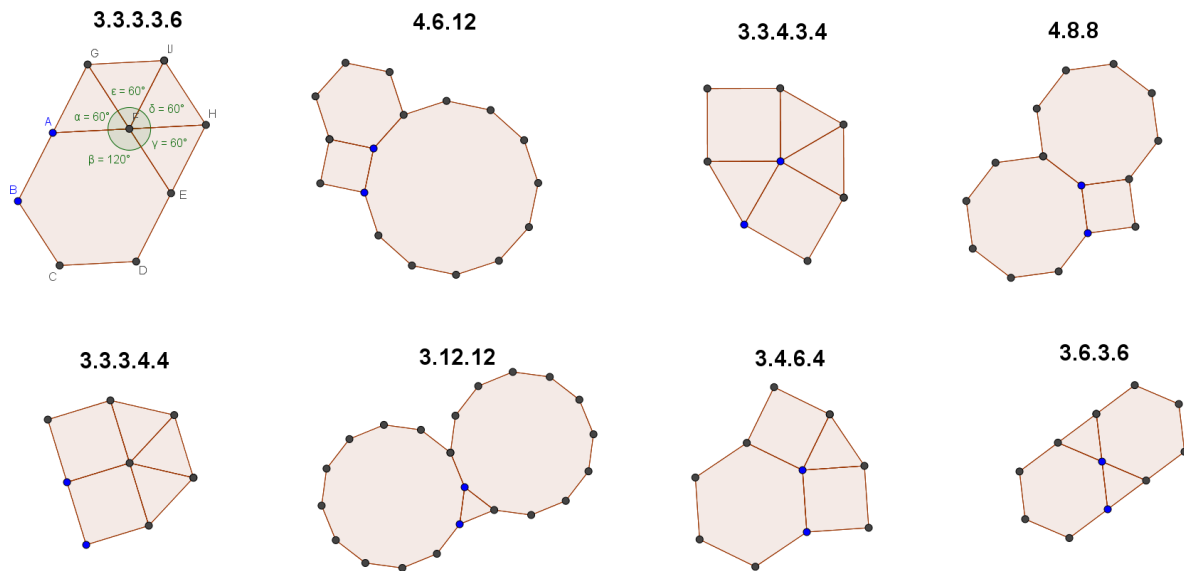 3.3.3.3.6
4.6.12
3.3.4.3.4
4.8.8
G
ε = 60°
A
α = 60°
F
δ = 60°
H
β = 120°
γ = 60°
B
E
C
D
3.3.3.4.4
3.12.12
3.4.6.4
3.6.3.6